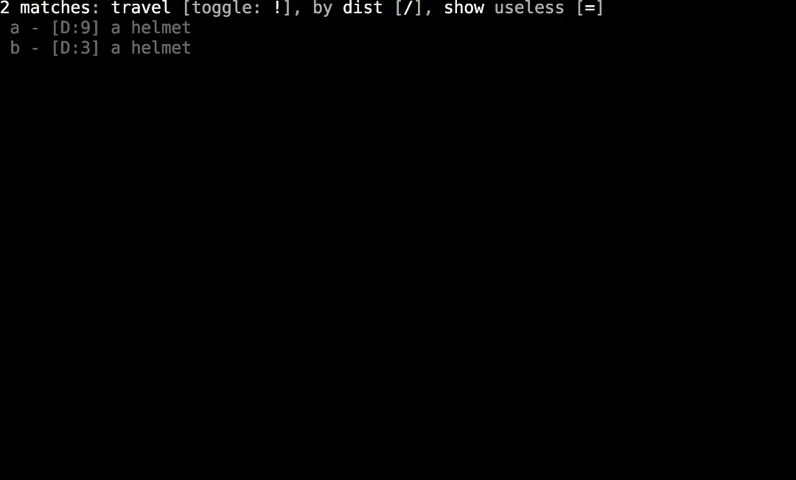 2 matches: travel [toggle: !], by dist [/], show useless [=]
a - [D:9] a helmet
b - [D:3] a helmet